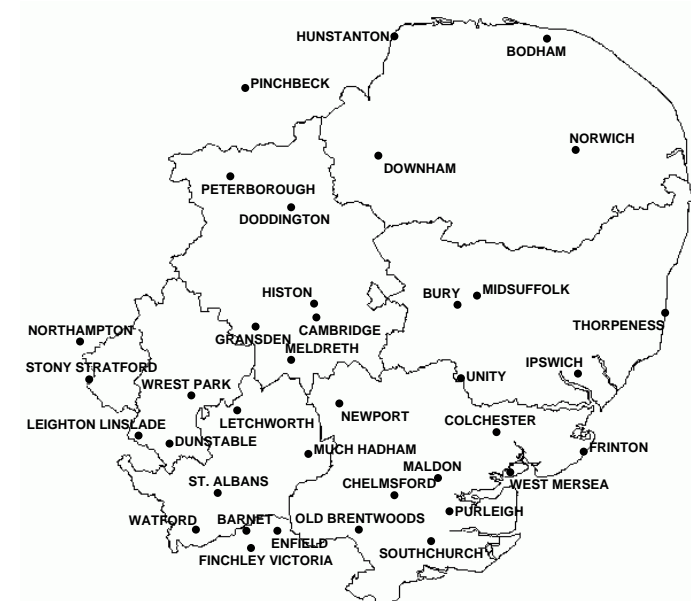 HUNSTANTON
BODHAM
PINCHBECK
NORWICH
DOWNHAM
PETERBOROUGH
DODDINGTON
HISTON
BURY
MIDSUFFOLK
THORPENESS
NORTHAMPTON
CAMBRIDGE
GRANSDEN
MELDRETH
STONY STRATFORD
IPSWICH
UNITY
WREST PARK
LEIGHTON LINSLADE
LETCHWORTH
NEWPORT
COLCHESTER
DUNSTABLE
MUCH HADHAM
FRINTON
MALDON
ST. ALBANS
CHELMSFORD
WEST MERSEA
PURLEIGH
WATFORD
BARNET
OLD BRENTWOODS
ENFIELD
SOUTHCHURCH
FINCHLEY VICTORIA